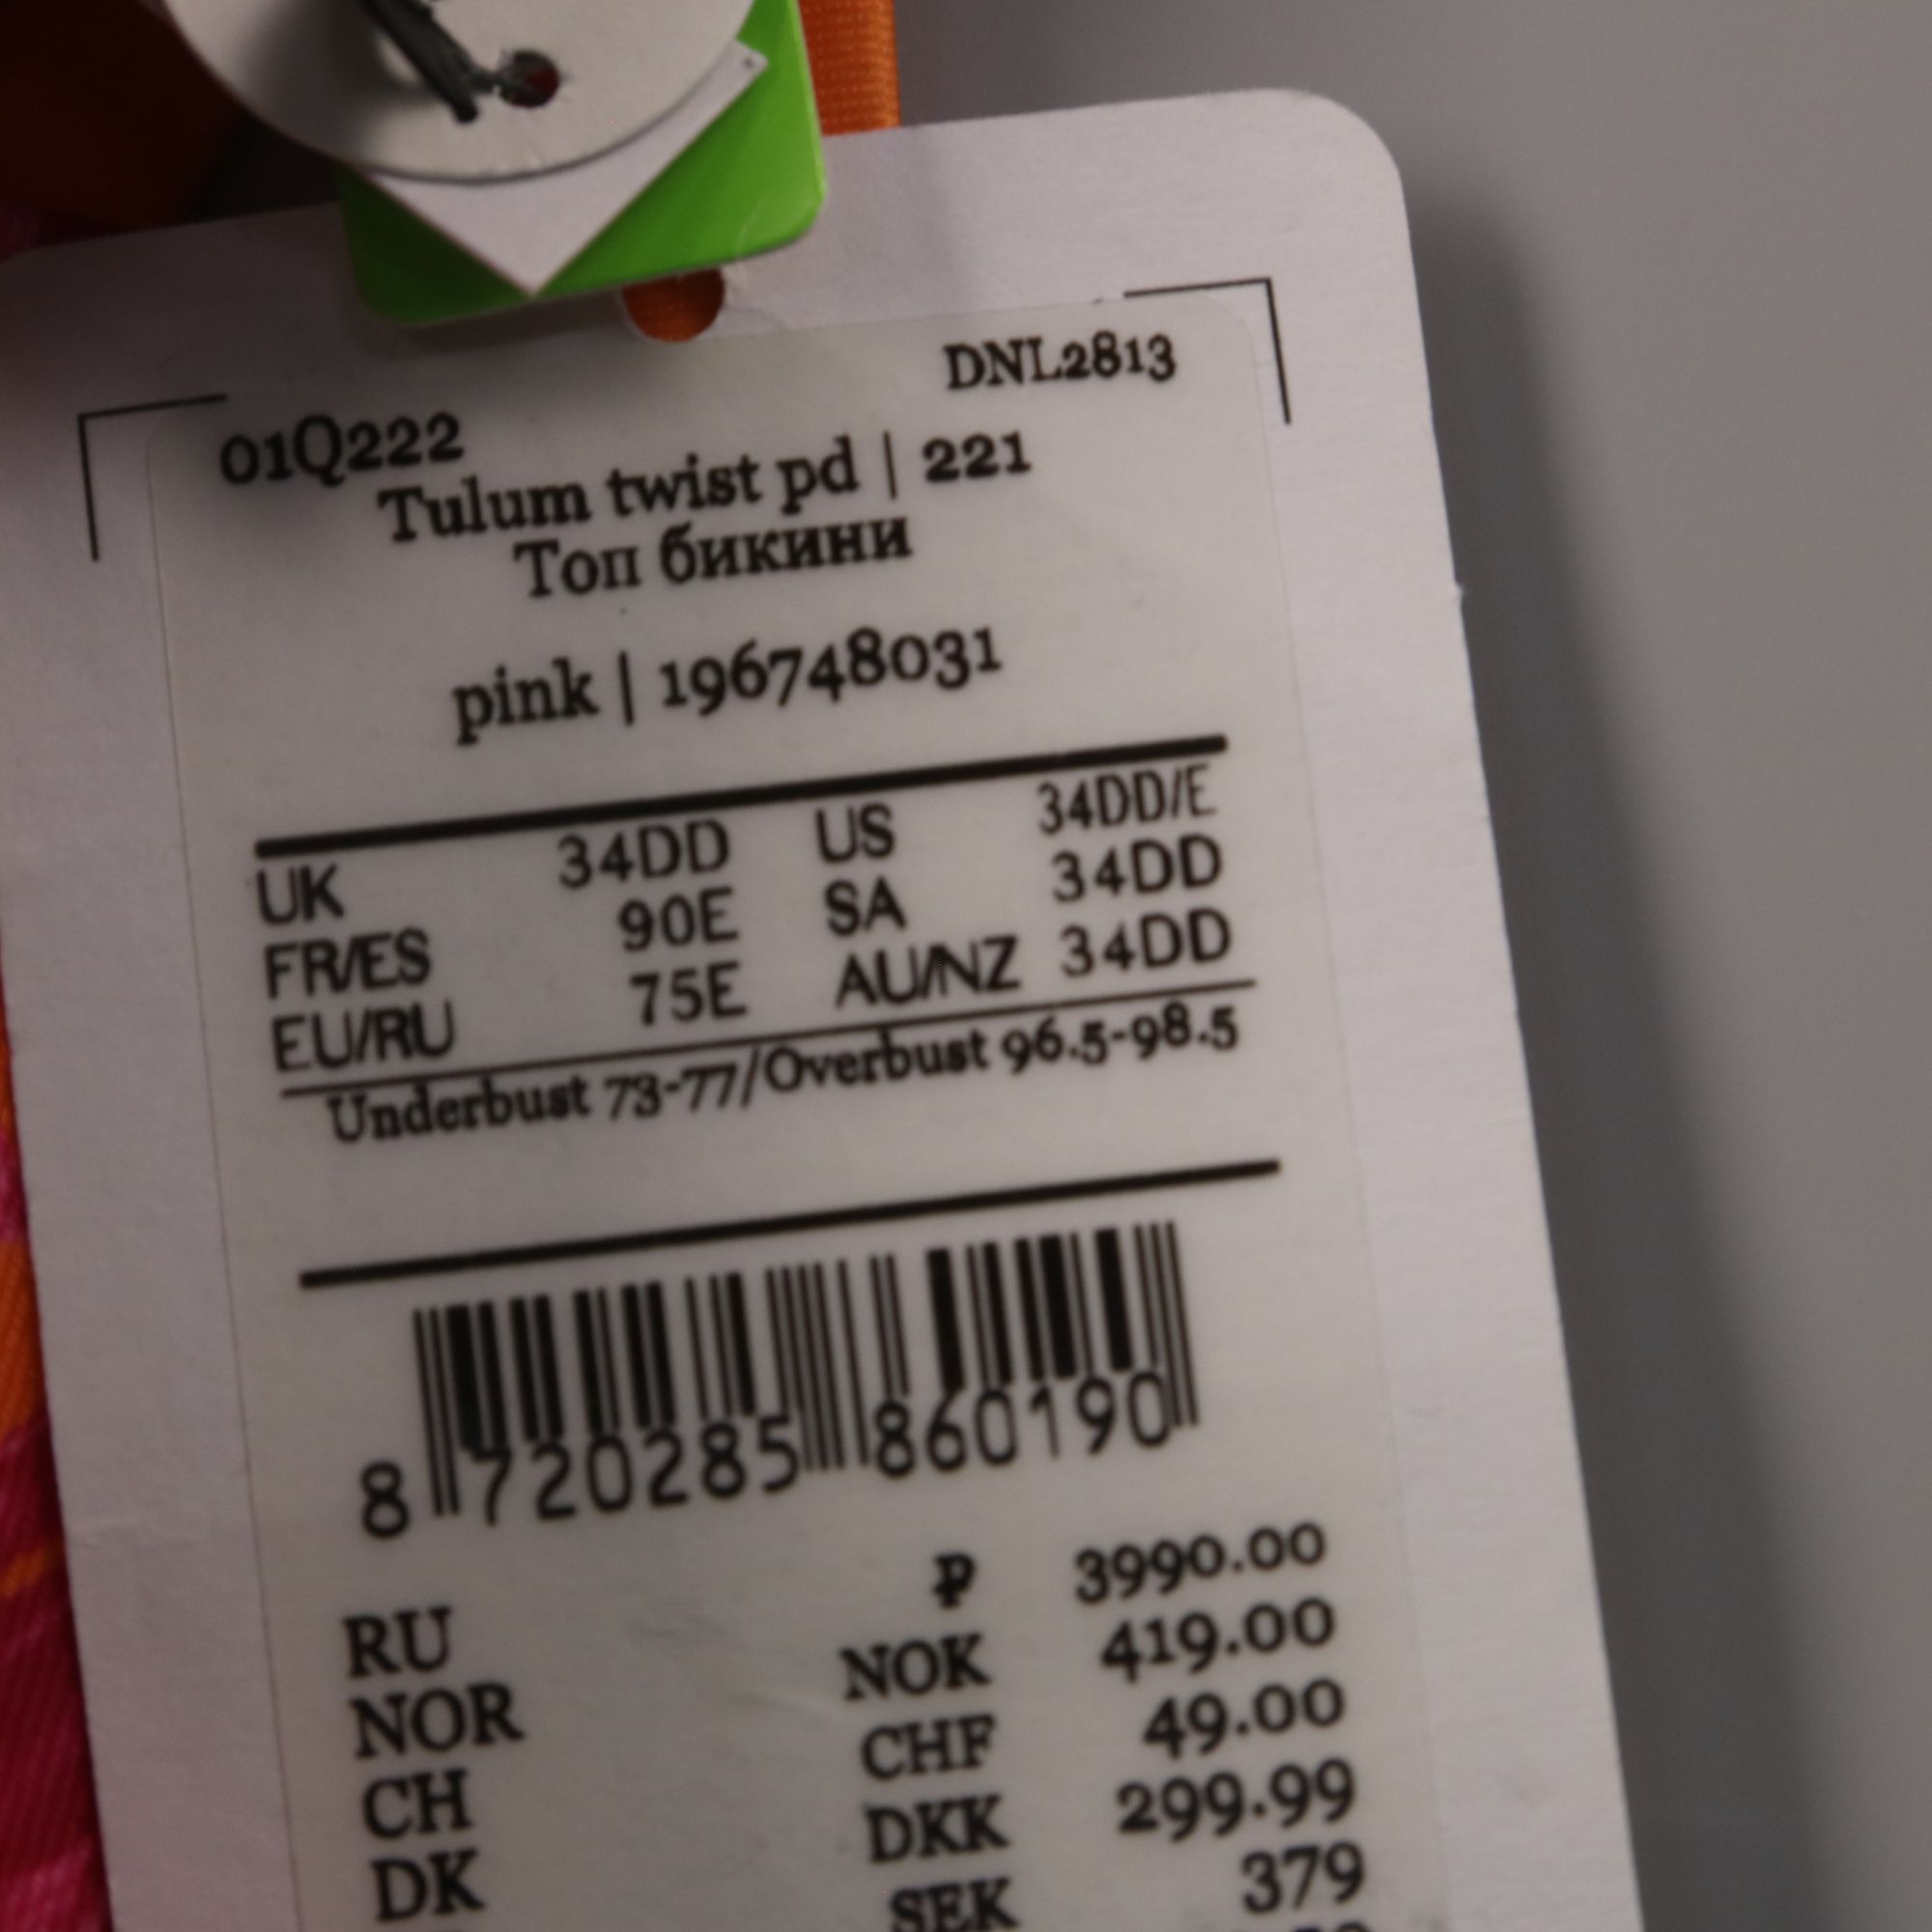 DNL2813
01Q222
Tulum twist pd | 221
Топ бикини
pink | 196748031
UK 34DD US 34DD/E
FR/ES 90E SA 34DD
EU/RU 75E AU/NZ 34DD
Underbust 73-77/Overbust 96.5-98.5
8 720285 860190
RU ₽ 3990.00
NOR NOK 419.00
CH CHF 49.00
DK DKK 299.99
SEK 379